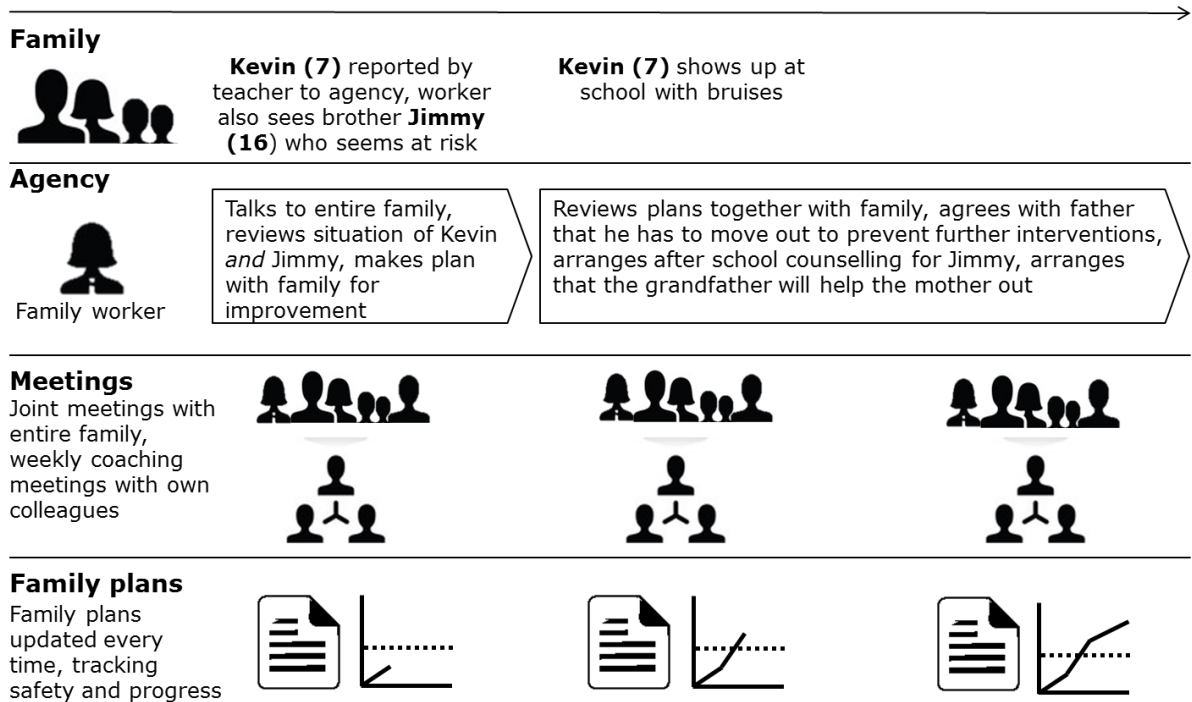 Family
Kevin (7) reported by
teacher to agency, worker
also sees brother Jimmy
(16) who seems at risk
Kevin (7) shows up at
school with bruises
Agency
Family worker
Talks to entire family,
reviews situation of Kevin
and Jimmy, makes plan
with family for
improvement
Reviews plans together with family, agrees with father
that he has to move out to prevent further interventions,
arranges after school counselling for Jimmy, arranges
that the grandfather will help the mother out
Meetings
Joint meetings with
entire family,
weekly coaching
meetings with own
colleagues
Family plans
Family plans
updated every
time, tracking
safety and progress